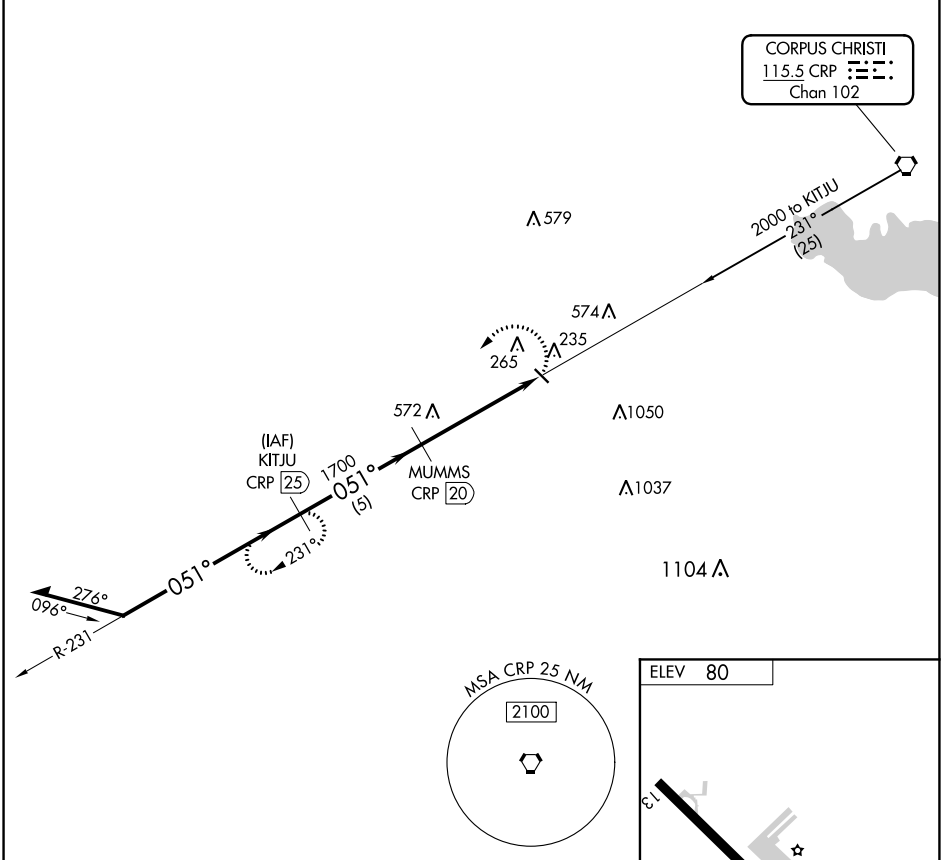 CORPUS CHRISTI
115.5 CRP
Chan 102
2000 to KITJU
231°
(25)
579
574
235
265
572
1050
(IAF)
KITJU
CRP 25
1700
051°
(5)
MUMMS
CRP 20
1037
231°
1104
051°
276°
096°
R-231
MSA CRP 25 NM
2100
ELEV 80
13